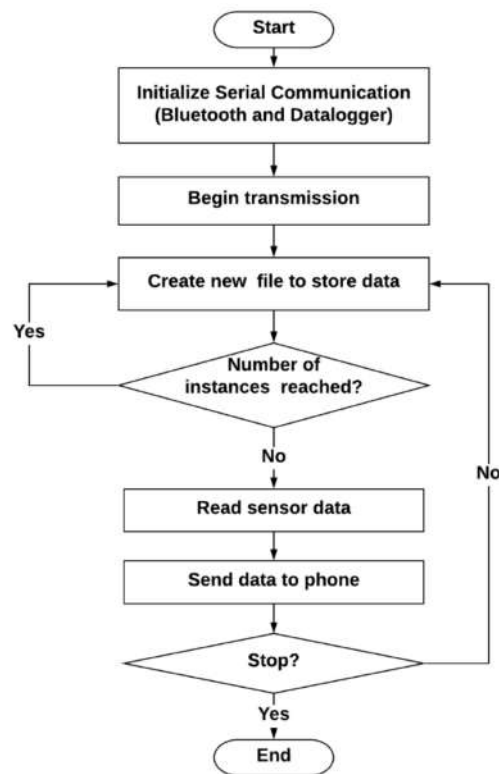 Start
Initialize Serial Communication
(Bluetooth and Datalogger)
Begin transmission
Create new file to store data
Yes
Number of
instances reached?
No
No
Read sensor data
Send data to phone
Stop?
Yes
End